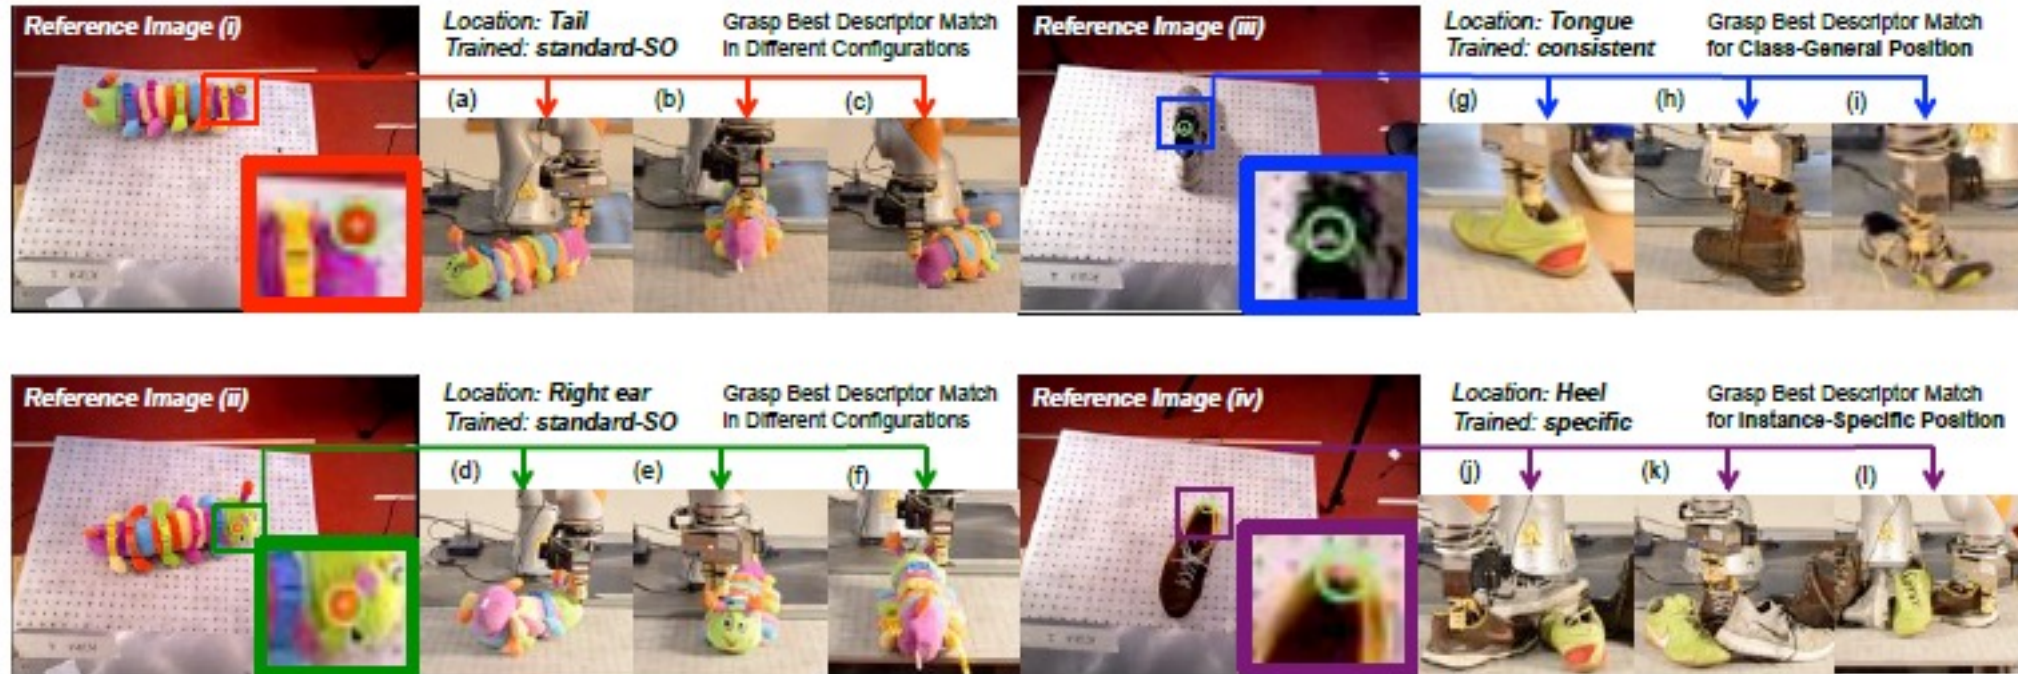 Reference Image (i)
Location: Tail
Trained: standard-SO
Grasp Best Descriptor Match
in Different Configurations
(a)
(b)
(c)
Reference Image (iii)
Location: Tongue
Trained: consistent
Grasp Best Descriptor Match
for Class-General Position
(g)
(h)
(i)
Reference Image (ii)
Location: Right ear
Trained: standard-SO
Grasp Best Descriptor Match
in Different Configurations
(d)
(e)
(f)
Reference Image (iv)
Location: Heel
Trained: specific
Grasp Best Descriptor Match
for Instance-Specific Position
(j)
(k)
(l)